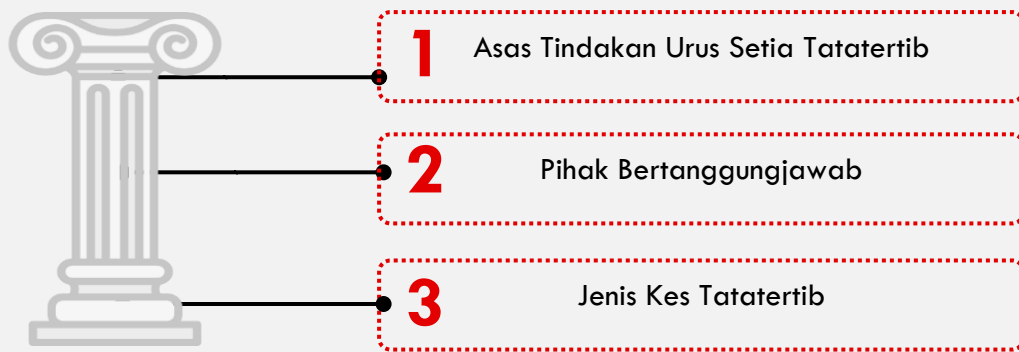 1 Asas Tindakan Urus Setia Tatatertib
2 Pihak Bertanggungjawab
3 Jenis Kes Tatatertib